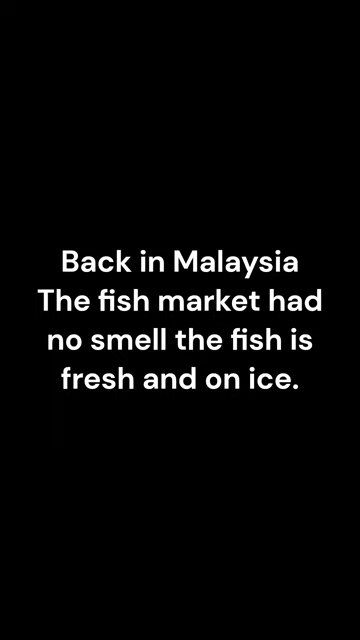 Back in Malaysia
The fish market had
no smell the fish is
fresh and on ice.